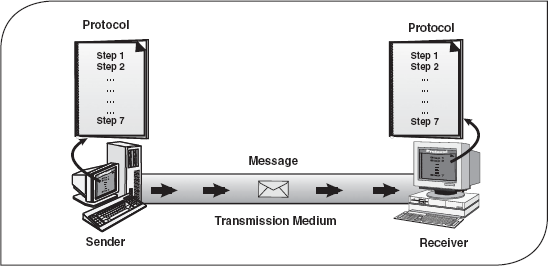 Protocol
Step 1
Step 2
...
...
...
...
Step 7
Protocol
Step 1
Step 2
...
...
...
...
Step 7
Message
Transmission Medium
Sender
Receiver